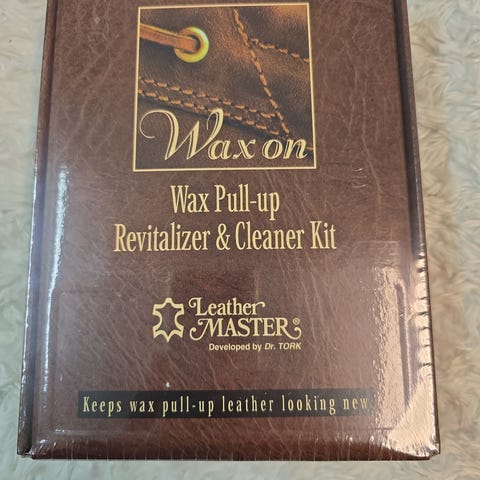 Wax on
Wax Pull-up
Revitalizer & Cleaner Kit
Leather
MASTER®
Developed by Dr. TORK
Keeps wax pull-up leather looking new